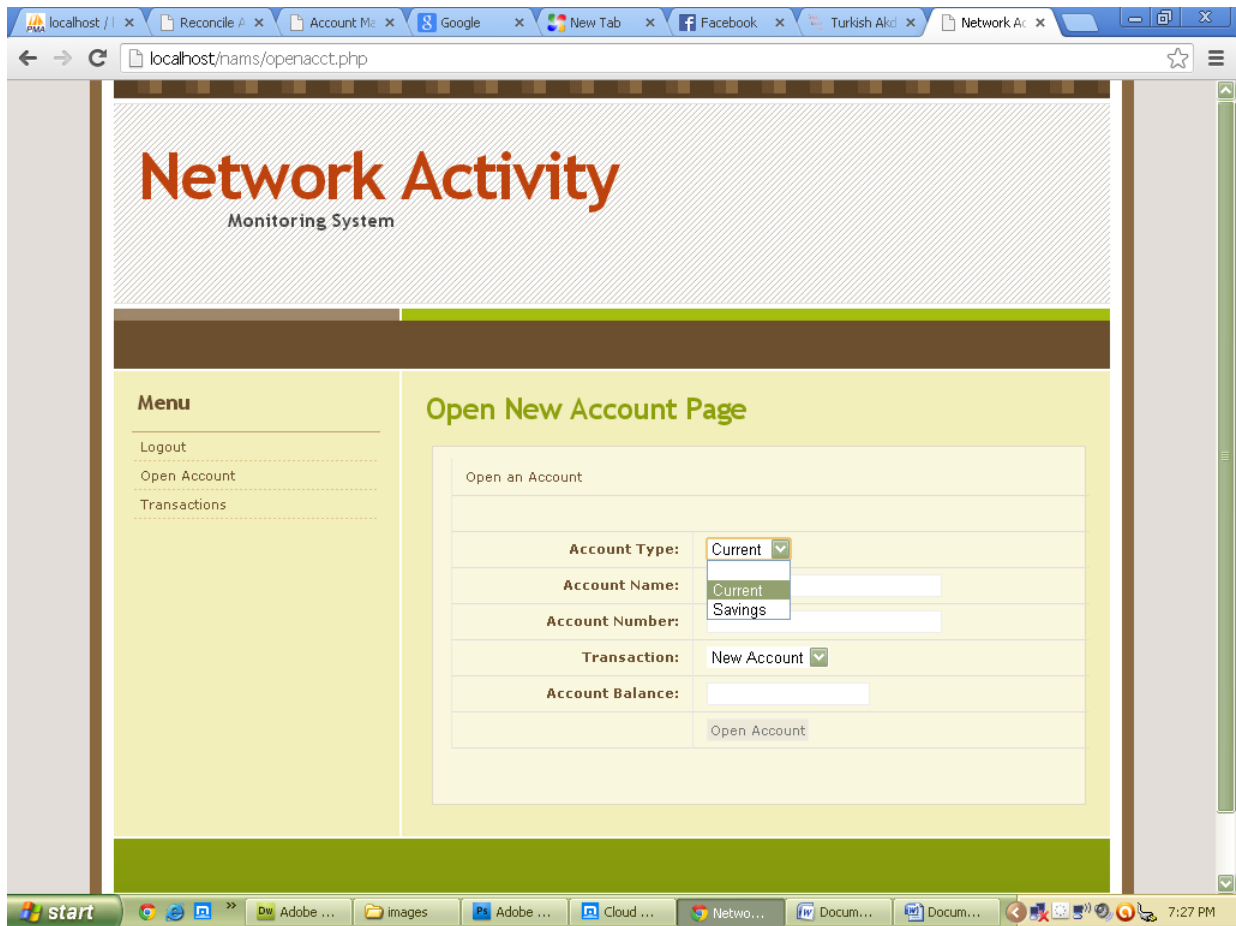 localhost / |
Reconcile A
Account Ma
Google
New Tab
Facebook
Turkish Akd
Network Ac
localhost/nams/openacct.php
Network Activity
Monitoring System
Menu
Logout
Open Account
Transactions
Open New Account Page
Open an Account
Account Type: Current
Current
Savings
Account Name:
Account Number:
Transaction: New Account
Account Balance:
Open Account
start
Adobe ...
images
Adobe ...
Cloud ...
Netwo...
Docum...
Docum...
7:27 PM